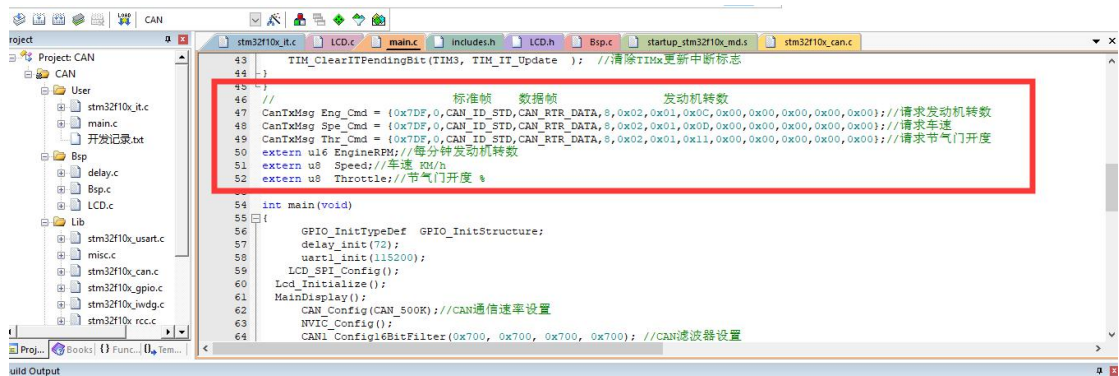 CAN
roject
stm32f10x_it.c LCD.c main.c includes.h LCD.h Bsp.c startup_stm32f10x_md.s stm32f10x_can.c
Project: CAN
CAN
User
stm32f10x_it.c
main.c
开发记录.txt
Bsp
delay.c
Bsp.c
LCD.c
Lib
stm32f10x_usart.c
misc.c
stm32f10x_can.c
stm32f10x_gpio.c
stm32f10x_iwdg.c
stm32f10x_rcc.c
Proj... Books {} Func... Tem...
43 TIM_ClearITPendingBit(TIM3, TIM_IT_Update ); //清除TIMx更新中断标志
44 }
45 }
46 // 标准帧 数据帧 发动机转数
47 CanTxMsg Eng_Cmd = {0x7DF,0,CAN_ID_STD,CAN_RTR_DATA,8,0x02,0x01,0x0C,0x00,0x00,0x00,0x00,0x00};//请求发动机转数
48 CanTxMsg Spe_Cmd = {0x7DF,0,CAN_ID_STD,CAN_RTR_DATA,8,0x02,0x01,0x0D,0x00,0x00,0x00,0x00,0x00};//请求车速
49 CanTxMsg Thr_Cmd = {0x7DF,0,CAN_ID_STD,CAN_RTR_DATA,8,0x02,0x01,0x11,0x00,0x00,0x00,0x00,0x00};//请求节气门开度
50 extern u16 EngineRPM;//每分钟发动机转数
51 extern u8 Speed;//车速 KM/h
52 extern u8 Throttle;//节气门开度 %
53
54 int main(void)
55 {
56 GPIO_InitTypeDef GPIO_InitStructure;
57 delay_init(72);
58 uart1_init(115200);
59 LCD_SPI_Config();
60 Lcd_Initialize();
61 MainDisplay();
62 CAN_Config(CAN_500K);//CAN通信速率设置
63 NVIC_Config();
64 CAN1_Config16BitFilter(0x700, 0x700, 0x700, 0x700); //CAN滤波器设置
uild Output